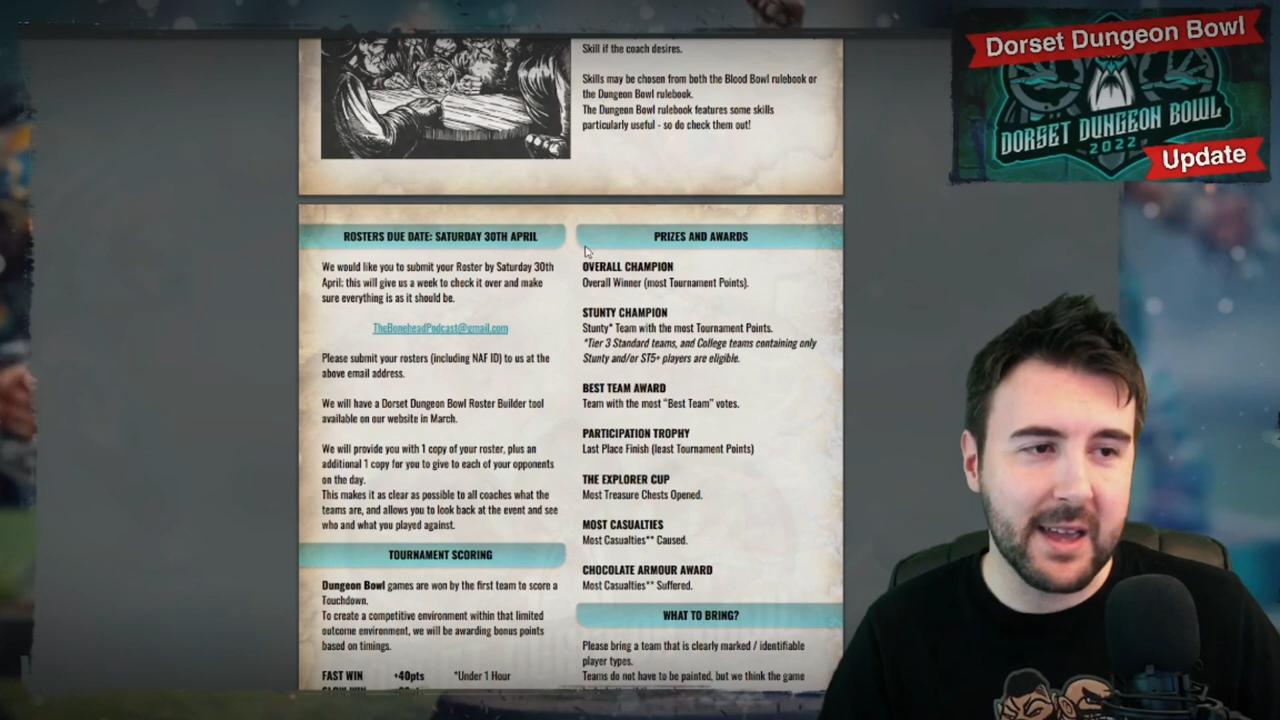 Skill if the coach desires.
Skills may be chosen from both the Blood Bowl rulebook or
the Dungeon Bowl rulebook.
The Dungeon Bowl rulebook features some skills
particularly useful - so do check them out!
ROSTERS DUE DATE: SATURDAY 30TH APRIL
We would like you to submit your Roster by Saturday 30th
April; this will give us a week to check it over and make
sure everything is as it should be.
TheBoneheadPodcast@gmail.com
Please submit your rosters (including NAF ID) to us at the
above email address.
We will have a Dorset Dungeon Bowl Roster Builder tool
available on our website in March.
We will provide you with 1 copy of your roster, plus an
additional 1 copy for you to give to each of your opponents
on the day.
This makes it as clear as possible to all coaches what the
teams are, and allows you to look back at the event and see
who and what you played against.
TOURNAMENT SCORING
Dungeon Bowl games are won by the first team to score a
Touchdown.
To create a competitive environment within that limited
outcome environment, we will be awarding bonus points
based on timings.
FAST WIN +40pts *Under 1 Hour
PRIZES AND AWARDS
OVERALL CHAMPION
Overall Winner (most Tournament Points).
STUNTY CHAMPION
Stunty* Team with the most Tournament Points.
*Tier 3 Standard teams, and College teams containing only
Stunty and/or ST5+ players are eligible.
BEST TEAM AWARD
Team with the most "Best Team" votes.
PARTICIPATION TROPHY
Last Place Finish (least Tournament Points)
THE EXPLORER CUP
Most Treasure Chests Opened.
MOST CASUALTIES
Most Casualties** Caused.
CHOCOLATE ARMOUR AWARD
Most Casualties** Suffered.
WHAT TO BRING?
Please bring a team that is clearly marked / identifiable
player types.
Teams do not have to be painted, but we think the game
Dorset Dungeon Bowl
DORSET DUNGEON BOWL
2022
Update